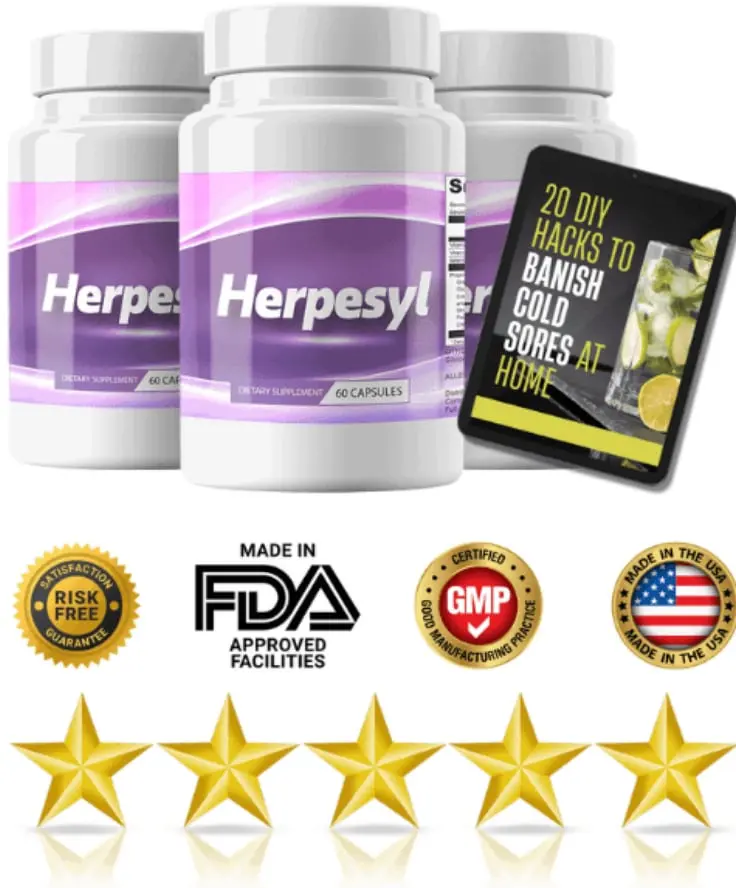 Herpesyl
DIETARY SUPPLEMENT 60 CAP
Herpesyl
DIETARY SUPPLEMENT 60 CAPSULES
20 DIY
HACKS TO
BANISH
COLD
SORES AT
HOME
SATISFACTION
RISK
FREE
GUARANTEE
MADE IN
FDA
APPROVED
FACILITIES
CERTIFIED
GMP
GOOD MANUFACTURING PRACTICE
MADE IN THE USA
MADE IN THE USA